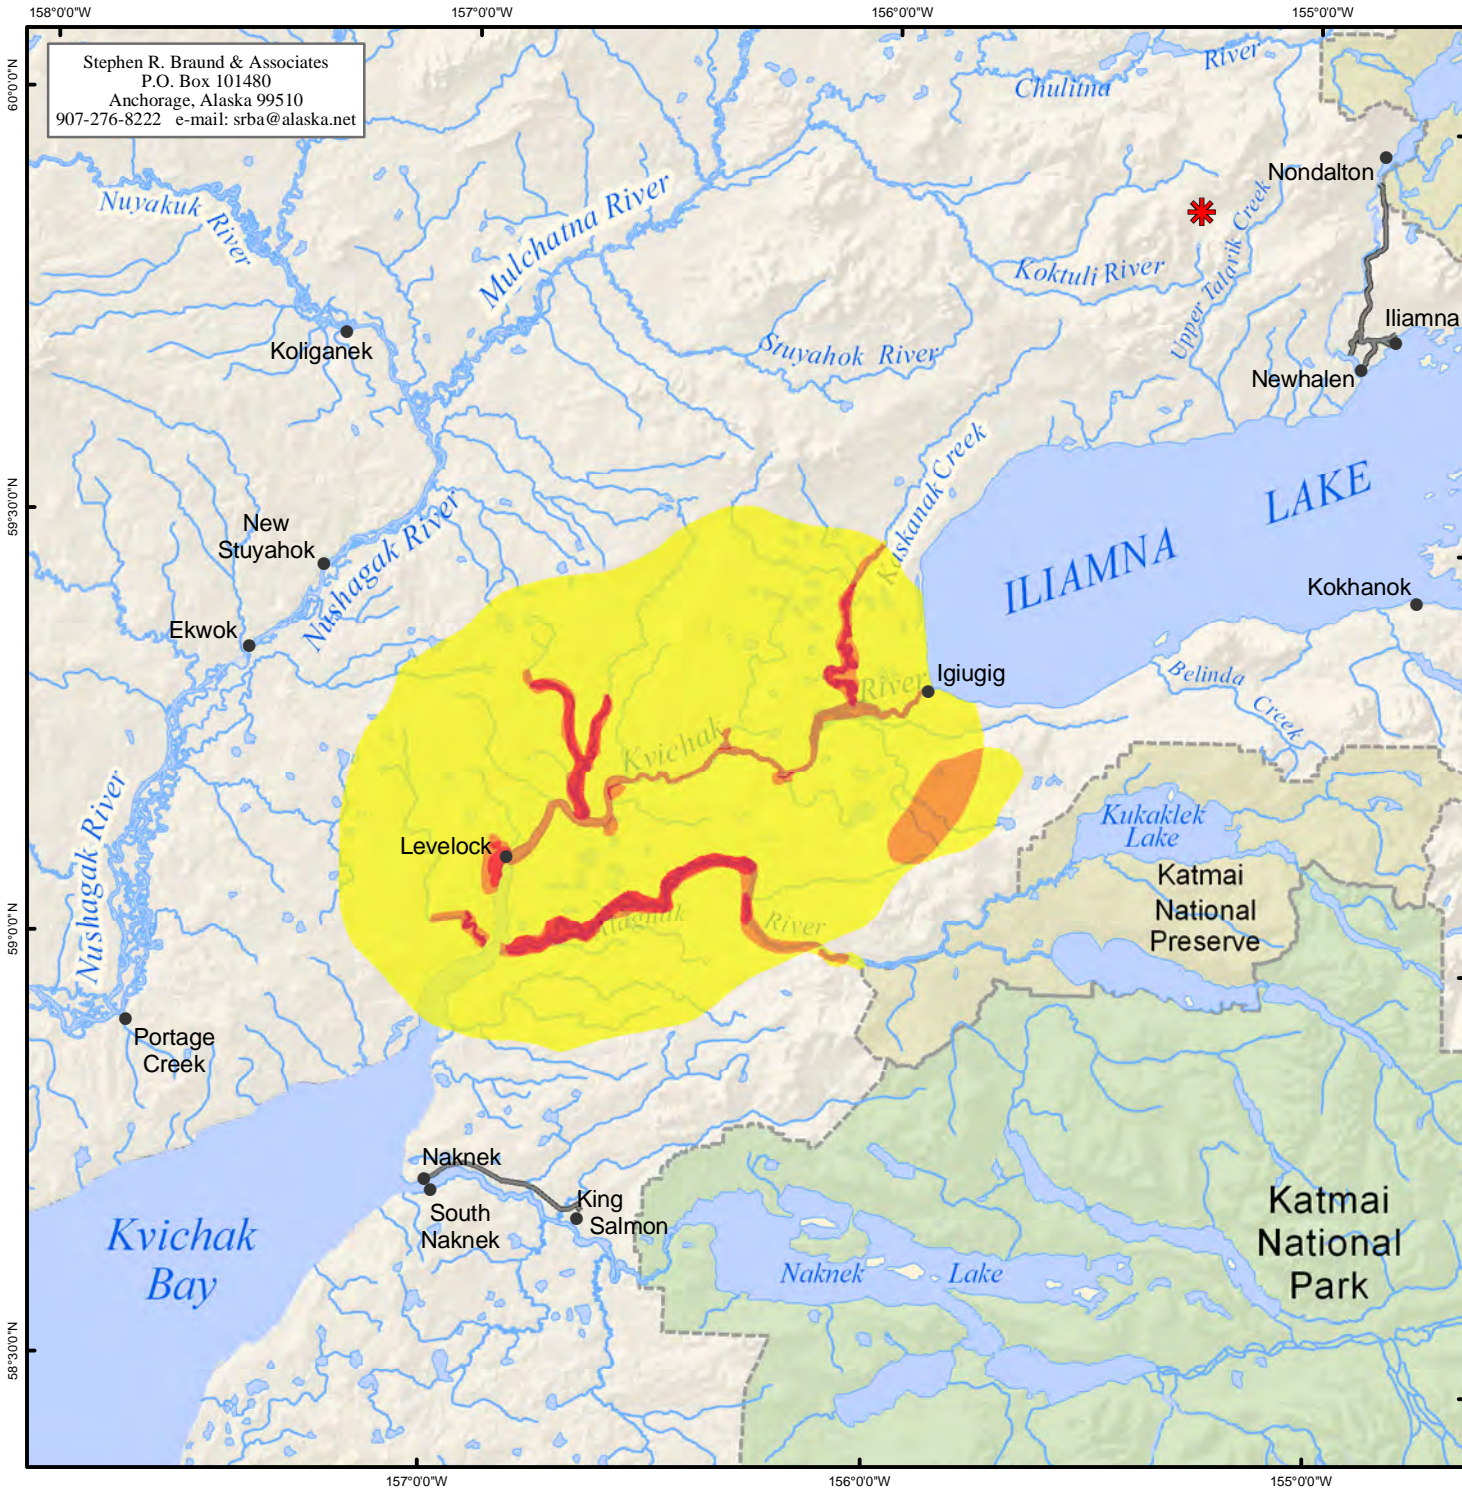 158°0'0"W
157°0'0"W
156°0'0"W
155°0'0"W
Stephen R. Braund & Associates
P.O. Box 101480
Anchorage, Alaska 99510
907-276-8222 e-mail: srba@alaska.net
60°0'0"N
River
Chulitna
Nondalton
Nuyakuk River
Mulchatna River
Upper Talarik Creek
Koktuli River
Iliamna
Koliganek
Stuyahok River
Newhalen
Kaskanak Creek
LAKE
ILIAMNA
59°30'0"N
New
Stuyahok
Nushagak River
Kokhanok
Ekwok
Igiugig
Belinda Creek
Kvichak River
Nushagak River
Kukaklek
Lake
Levelock
Katmai
National
Preserve
59°0'0"N
Alagnak River
Portage
Creek
Naknek
King
Salmon
South
Naknek
Katmai
National
Park
Kvichak
Bay
Naknek Lake
58°30'0"N
157°0'0"W
156°0'0"W
155°0'0"W